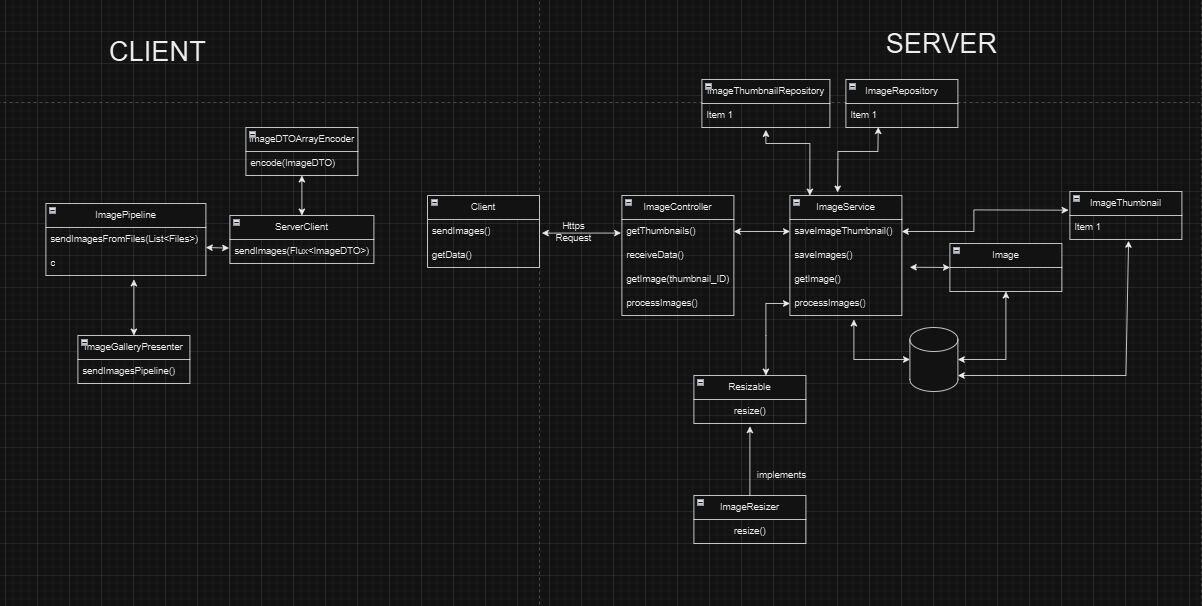 CLIENT
SERVER
ImageThumbnailRepository
Item 1
ImageRepository
Item 1
ImageDTOArrayEncoder
encode(ImageDTO)
ImagePipeline
sendImagesFromFiles(List<Files>)
c
ServerClient
sendImages(Flux<ImageDTO>)
ImageGalleryPresenter
sendImagesPipeline()
Client
sendImages()
getData()
Https
Request
ImageController
getThumbnails()
receiveData()
getImage(thumbnail_ID)
processImages()
ImageService
saveImageThumbnail()
saveImages()
getImage()
processImages()
ImageThumbnail
Item 1
Image
Resizable
resize()
implements
ImageResizer
resize()